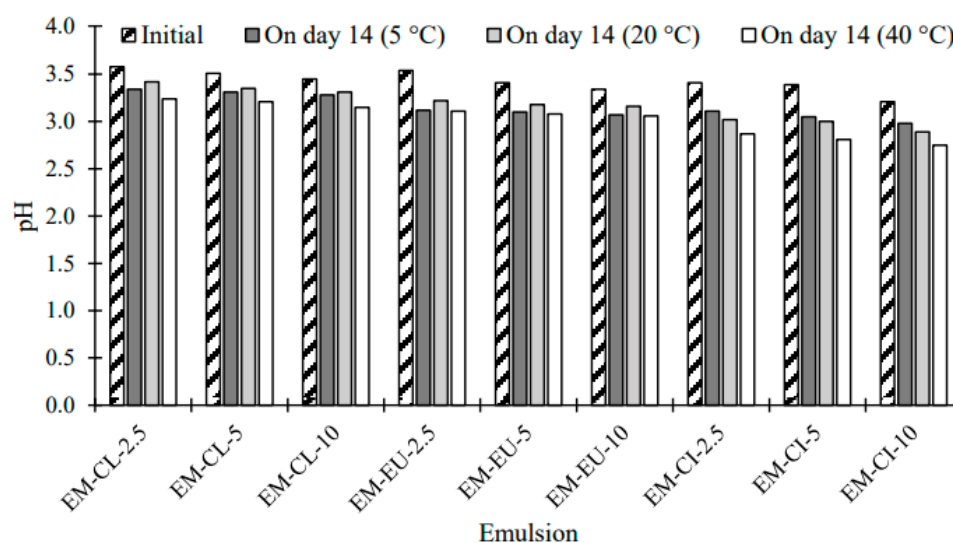 Initial
On day 14 (5 °C)
On day 14 (20 °C)
On day 14 (40 °C)
4.0
3.5
3.0
2.5
2.0
1.5
1.0
0.5
0.0
pH
EM-CL-2.5
EM-CL-5
EM-CL-10
EM-EU-2.5
EM-EU-5
EM-EU-10
EM-CI-2.5
EM-CI-5
EM-CI-10
Emulsion